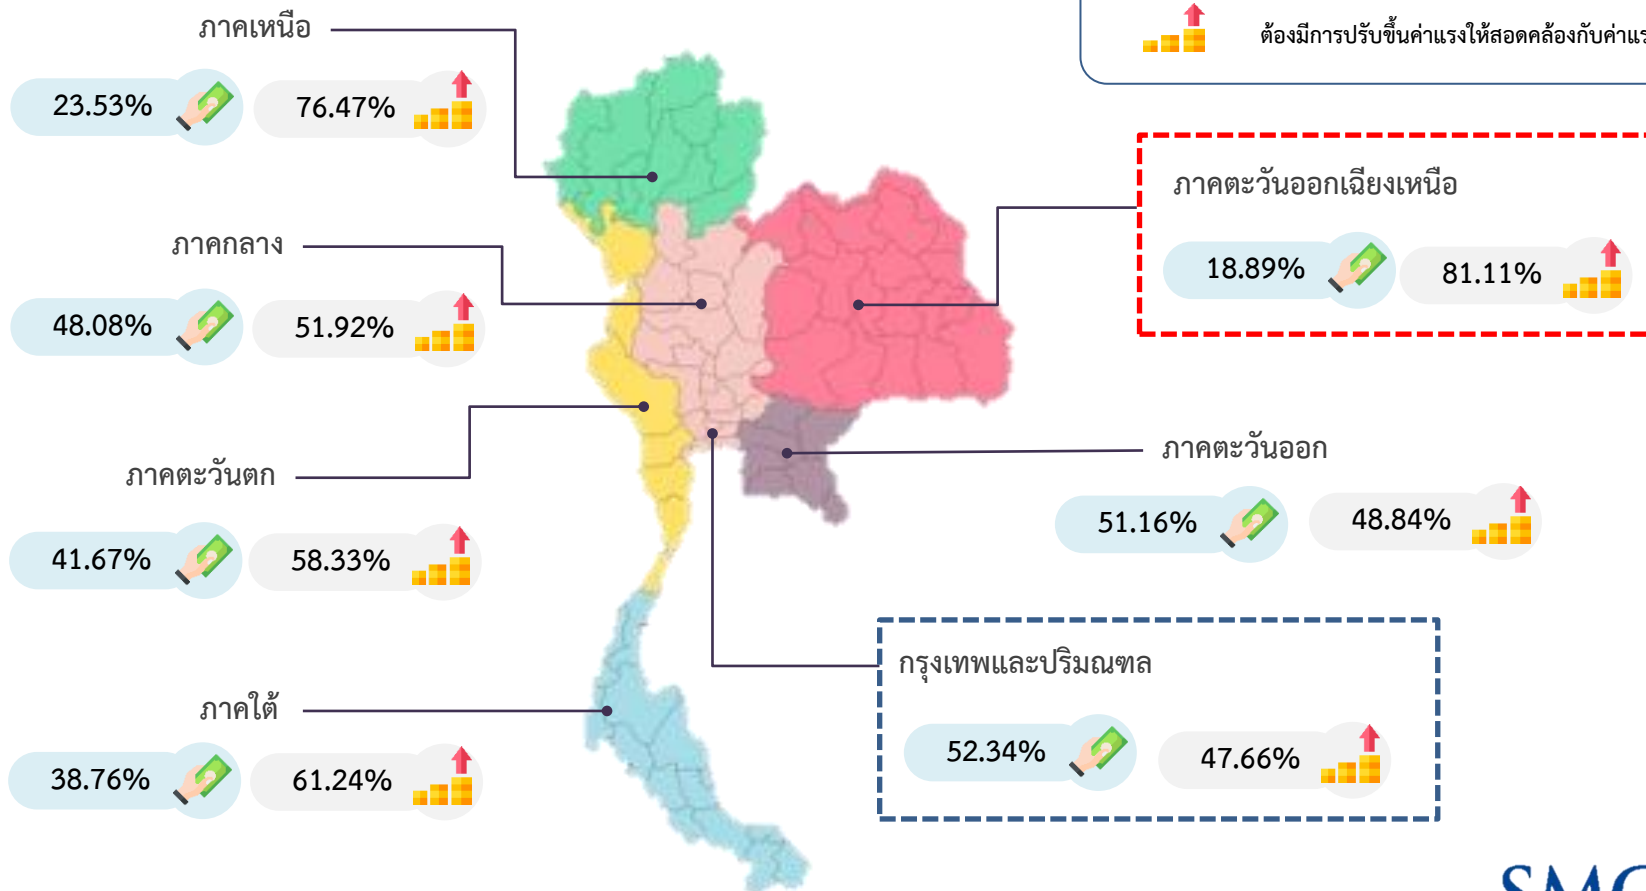 ภาคเหนือ
23.53% 76.47%
ต้องมีการปรับขึ้นค่าแรงให้สอดคล้องกับค่าแร
ภาคตะวันออกเฉียงเหนือ
18.89% 81.11%
ภาคกลาง
48.08% 51.92%
ภาคตะวันตก
41.67% 58.33%
ภาคตะวันออก
51.16% 48.84%
กรุงเทพและปริมณฑล
52.34% 47.66%
ภาคใต้
38.76% 61.24%